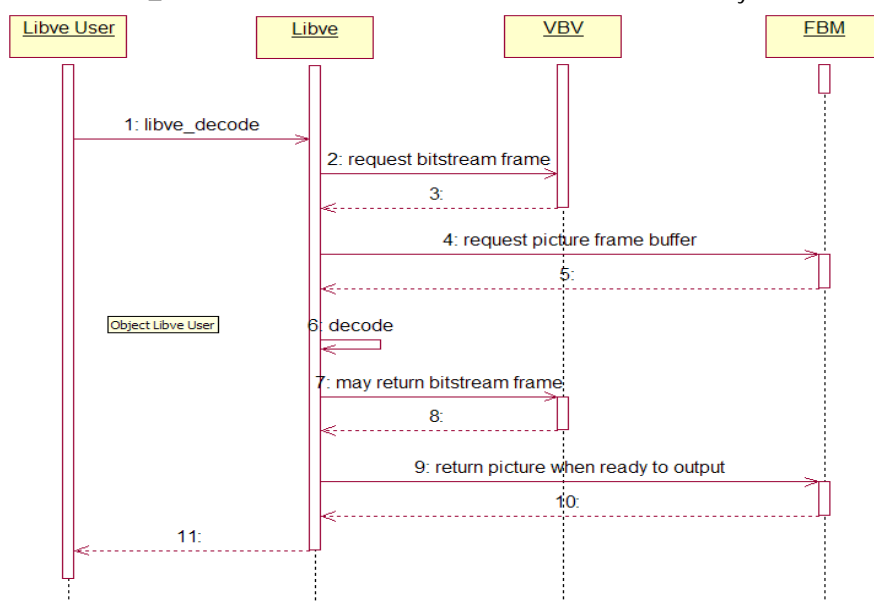 Libve User
Libve
VBV
FBM
1: libve_decode
2: request bitstream frame
3:
4: request picture frame buffer
5:
Object Libve User
6: decode
7: may return bitstream frame
8:
9: return picture when ready to output
10:
11: